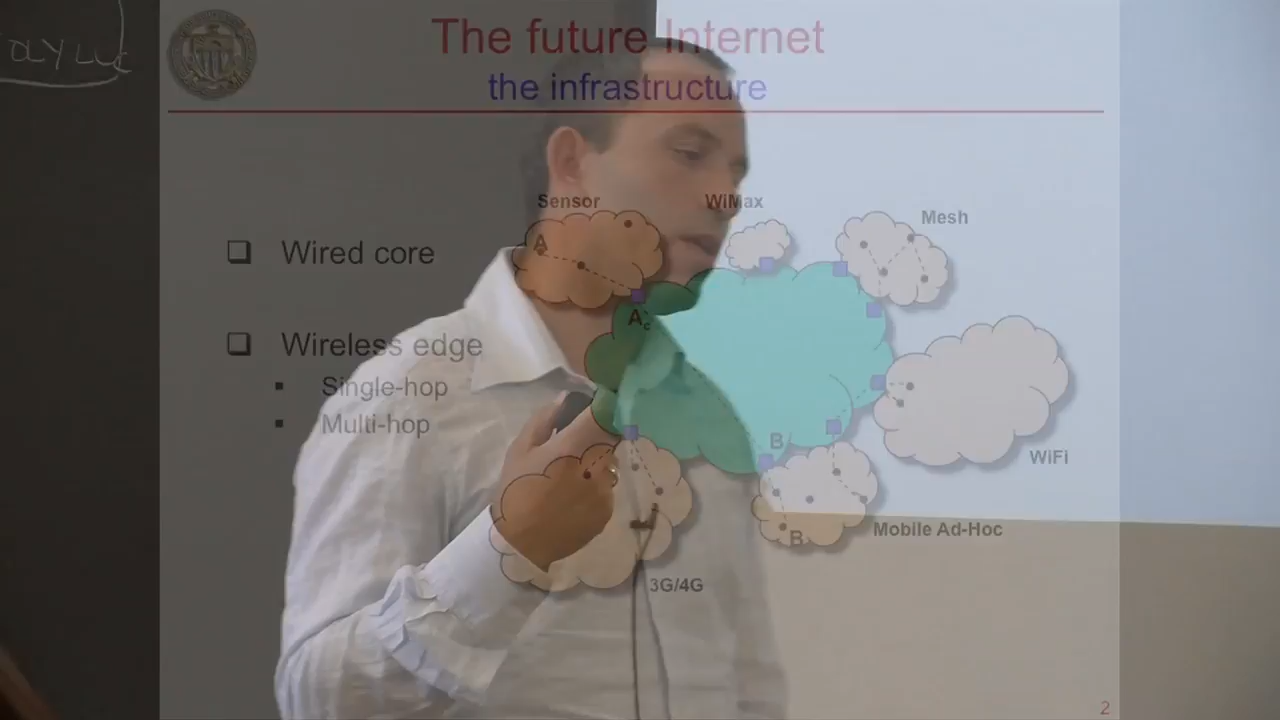 The future Internet
the infrastructure
Sensor
WiMax
Mesh
❑ Wired core
A
A'c
❑ Wireless edge
▪ Single-hop
▪ Multi-hop
B'
WiFi
B
Mobile Ad-Hoc
3G/4G
2